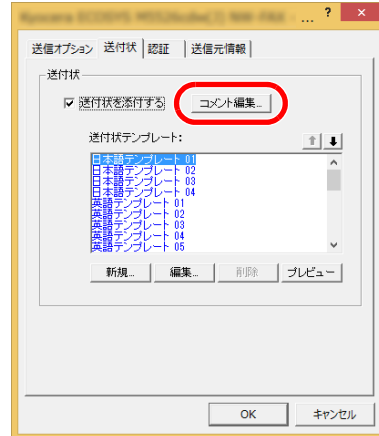 ? ×
送信オプション 送付状 認証 送信元情報
送付状
送付状を添付する コメント編集...
送付状テンプレート:
日本語テンプレート 01
日本語テンプレート 02
日本語テンプレート 03
日本語テンプレート 04
英語テンプレート 01
英語テンプレート 02
英語テンプレート 03
英語テンプレート 04
英語テンプレート 05
新規... 編集... 削除 プレビュー
OK キャンセル